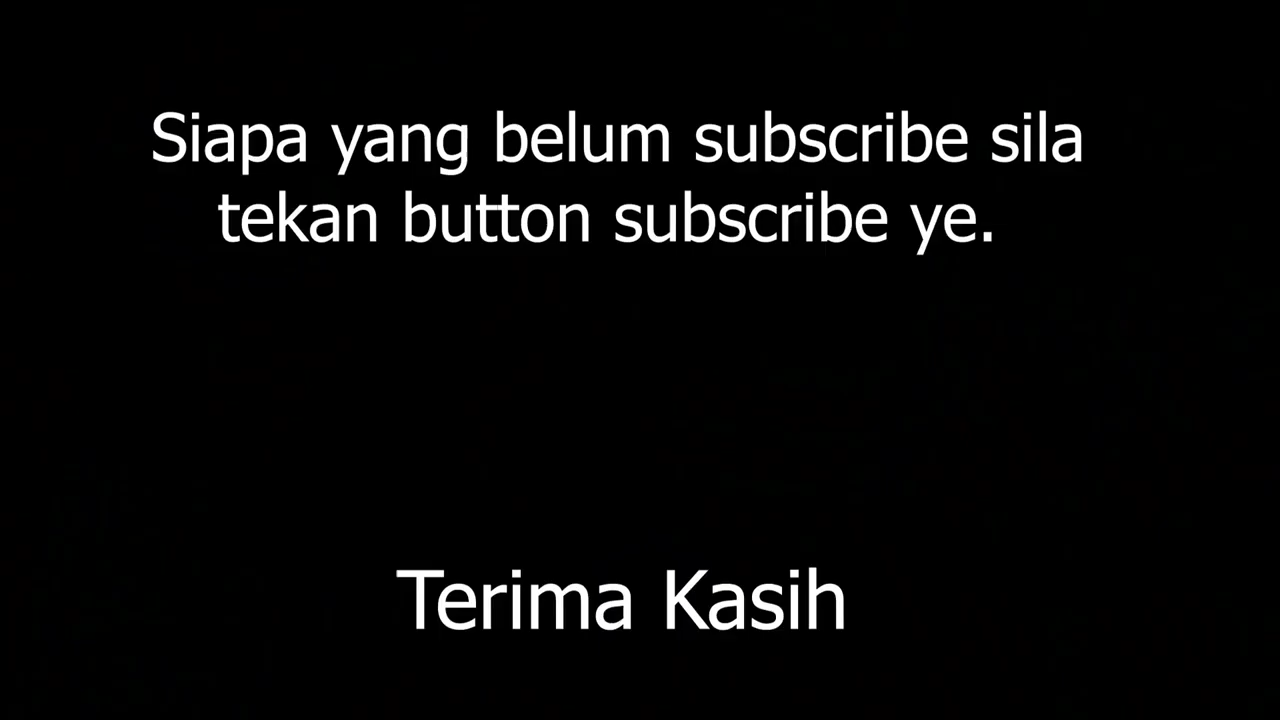 Siapa yang belum subscribe sila
tekan button subscribe ye.
Terima Kasih